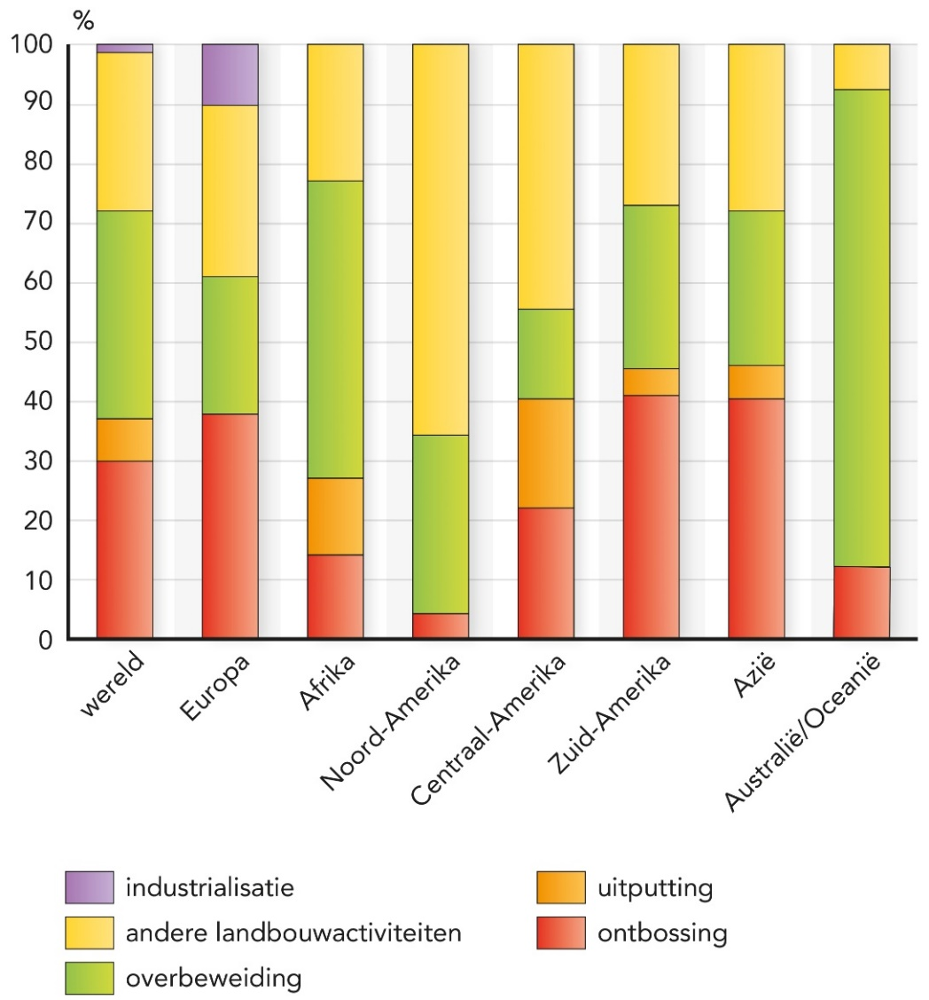 %
100
90
80
70
60
50
40
30
20
10
0
wereld
Europa
Afrika
Noord-Amerika
Centraal-Amerika
Zuid-Amerika
Azië
Australië/Oceanië
industrialisatie
andere landbouwactiviteiten
overbeweiding
uitputting
ontbossing